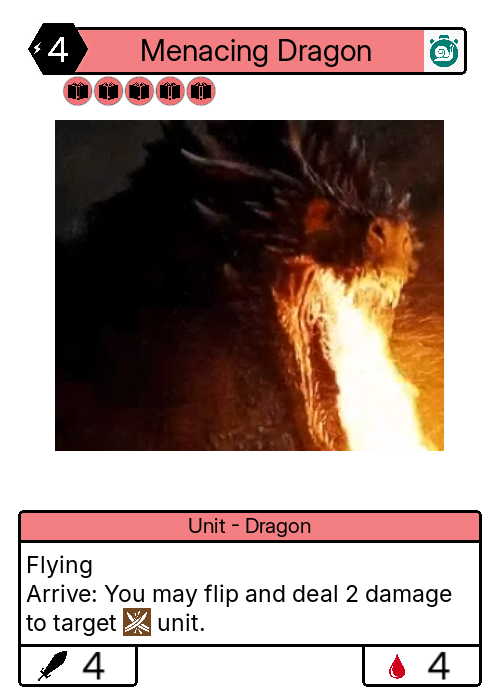 4 Menacing Dragon
Unit - Dragon
Flying
Arrive: You may flip and deal 2 damage
to target unit.
4 4